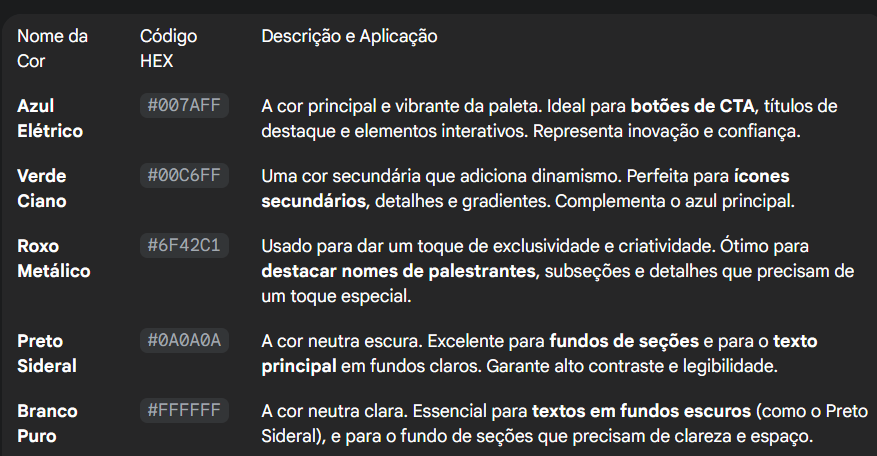 Nome da Cor
Código HEX
Descrição e Aplicação
Azul Elétrico
#007AFF
A cor principal e vibrante da paleta. Ideal para botões de CTA, títulos de
destaque e elementos interativos. Representa inovação e confiança.
Verde Ciano
#00C6FF
Uma cor secundária que adiciona dinamismo. Perfeita para ícones
secundários, detalhes e gradientes. Complementa o azul principal.
Roxo Metálico
#6F42C1
Usado para dar um toque de exclusividade e criatividade. Ótimo para
destacar nomes de palestrantes, subseções e detalhes que precisam de
um toque especial.
Preto Sideral
#0A0A0A
A cor neutra escura. Excelente para fundos de seções e para o texto
principal em fundos claros. Garante alto contraste e legibilidade.
Branco Puro
#FFFFFF
A cor neutra clara. Essencial para textos em fundos escuros (como o Preto
Sideral), e para o fundo de seções que precisam de clareza e espaço.